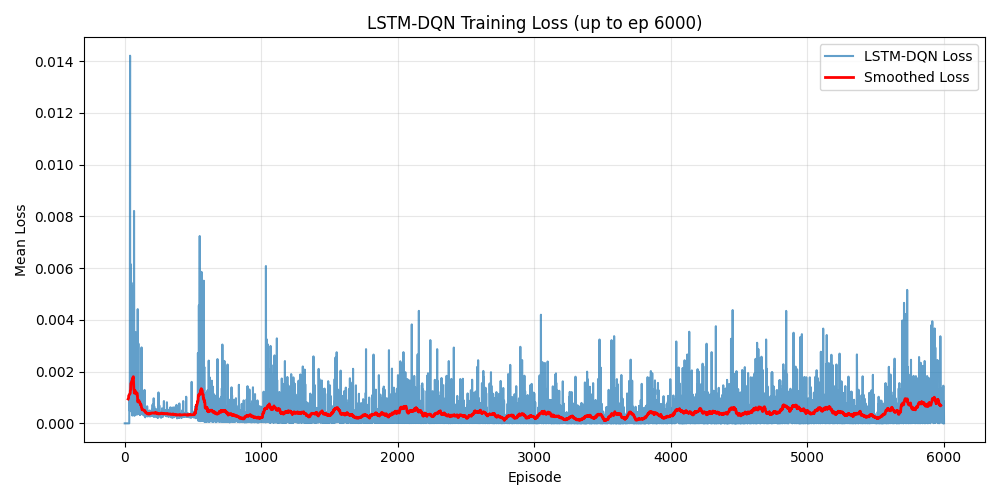 LSTM-DQN Training Loss (up to ep 6000)
LSTM-DQN Loss
Smoothed Loss
Mean Loss
0.014
0.012
0.010
0.008
0.006
0.004
0.002
0.000
0 1000 2000 3000 4000 5000 6000
Episode